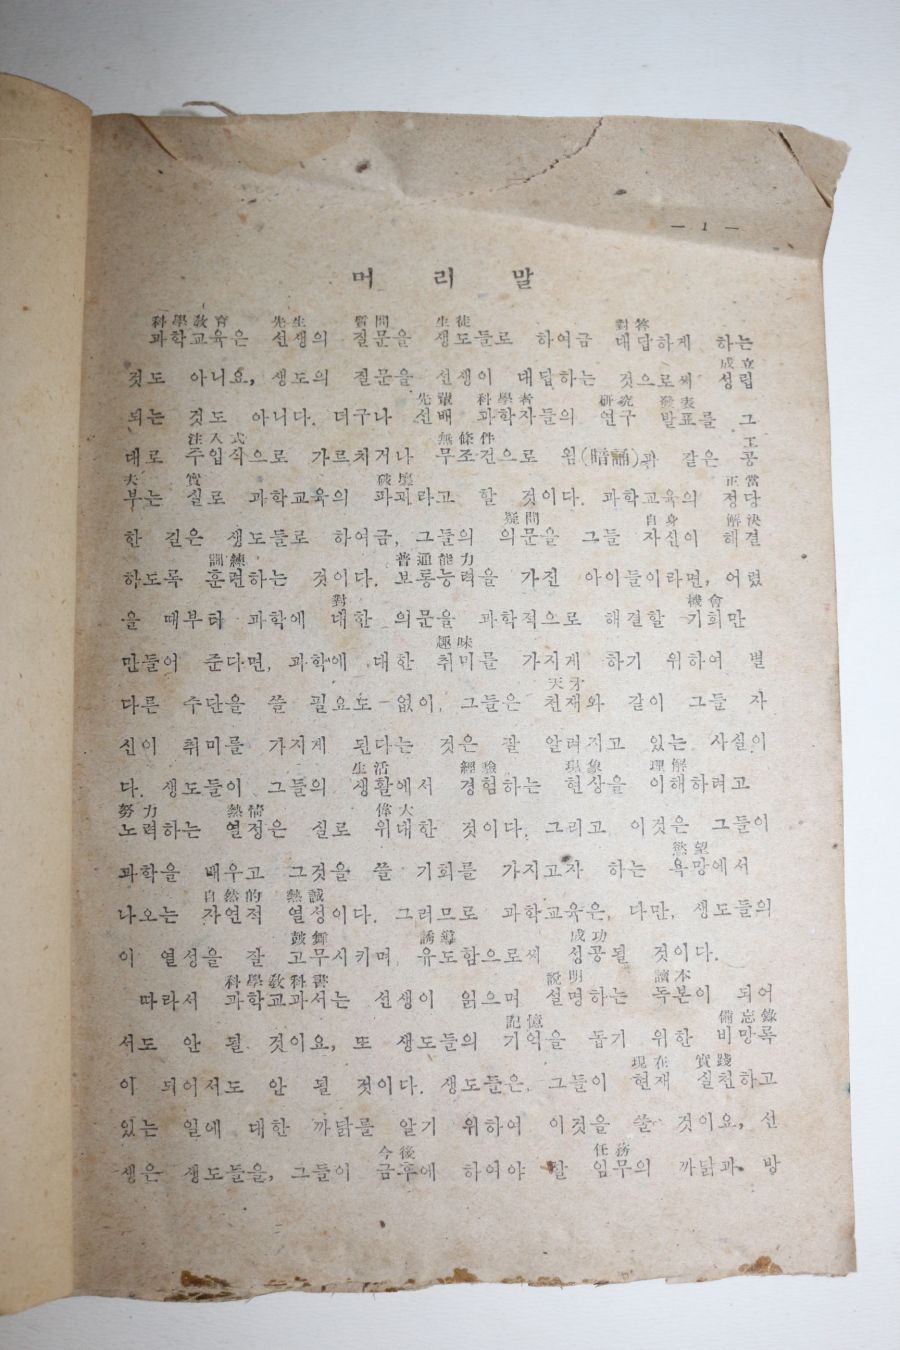 — 1 —
머 리 말
科學敎育 先生 質問 生徒 對答
과학교육은 선생의 질문을 생도들로 하여금 대답하게 하는
成立
것도 아니요, 생도의 질문을 선생이 대답하는 것으로써 성립
先輩 科學者 硏究 發表
되는 것도 아니다. 더구나 선배 과학자들의 연구 발표를 그
注入式 無條件 工
대로 주입식으로 가르치거나 무조건으로 욈(暗誦)과 같은 공
夫 實 破壞 正當
부는 실로 과학교육의 파괴라고 할 것이다. 과학교육의 정당
疑問 自身 解決
한 길은 생도들로 하여금, 그들의 의문을 그들 자신이 해결
訓練 普通能力
하도록 훈련하는 것이다. 보통능력을 가진 아이들이라면, 어렸
對 機會
을 때부터 과학에 대한 의문을 과학적으로 해결할 기회만
趣味
만들어 준다면, 과학에 대한 취미를 가지게 하기 위하여 별
天才
다른 수단을 쓸 필요도 없이, 그들은 천재와 같이 그들 자
신이 취미를 가지게 된다는 것은 잘 알려지고 있는 사실이
生活 經驗 現象 理解
다. 생도들이 그들의 생활에서 경험하는 현상을 이해하려고
努力 熱情 偉大
노력하는 열정은 실로 위대한 것이다. 그리고 이것은 그들이
慾望
과학을 배우고 그것을 쓸 기회를 가지고자 하는 욕망에서
自然的 熱誠
나오는 자연적 열성이다. 그러므로 과학교육은, 다만, 생도들의
鼓舞 誘導 成功
이 열성을 잘 고무시키며 유도함으로써 성공될 것이다.
科學敎科書 說明 讀本
따라서 과학교과서는 선생이 읽으며 설명하는 독본이 되어
記憶 備忘錄
서도 안 될 것이요, 또 생도들의 기억을 돕기 위한 비망록
現在 實踐
이 되어서도 안 될 것이다. 생도들은, 그들이 현재 실천하고
있는 일에 대한 까닭를 알기 위하여 이것을 쓸 것이요, 선
今後 任務
생은 생도들을, 그들이 금후에 하여야 할 임무의 까닭과 방